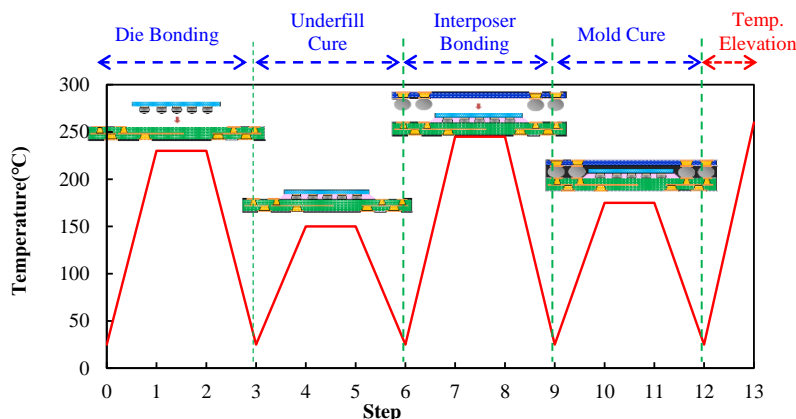 Die Bonding
Underfill
Cure
Interposer
Bonding
Mold Cure
Temp.
Elevation
300
250
200
150
100
50
0
Temperature(°C)
0 1 2 3 4 5 6 7 8 9 10 11 12 13
Step